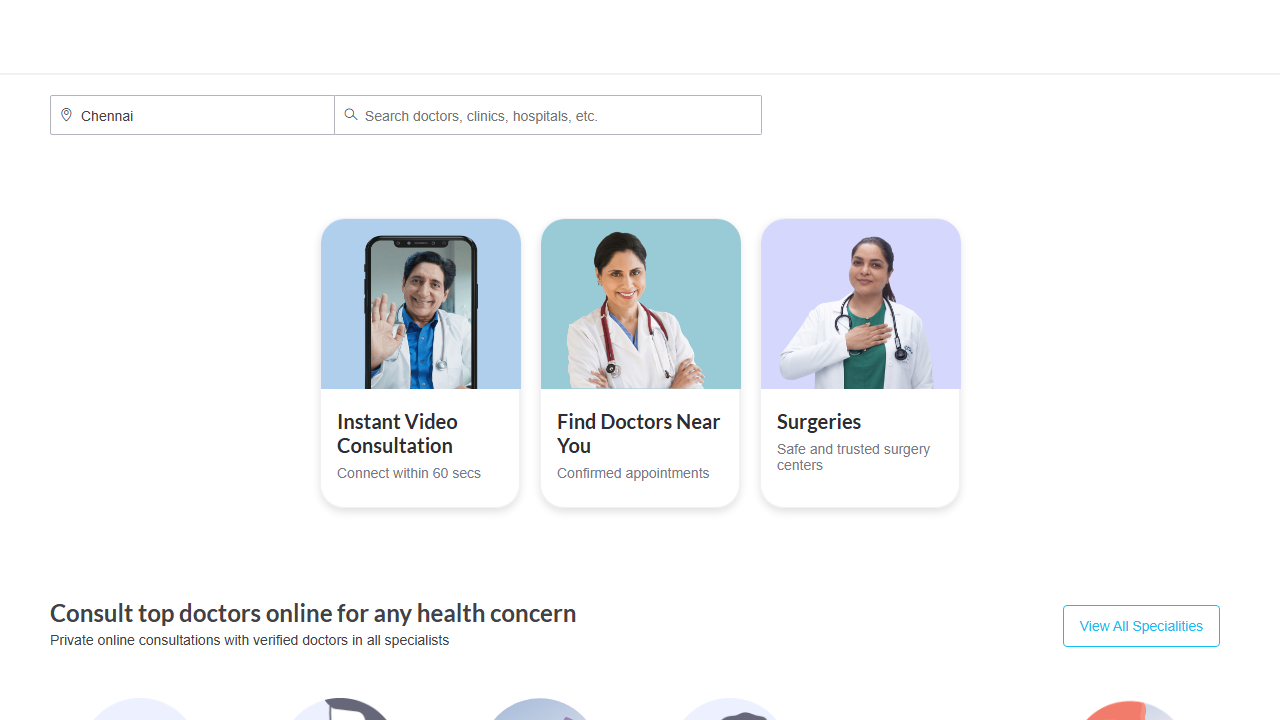 Chennai
Search doctors, clinics, hospitals, etc.
Instant Video
Consultation
Connect within 60 secs
Find Doctors Near
You
Confirmed appointments
Surgeries
Safe and trusted surgery
centers
Consult top doctors online for any health concern
Private online consultations with verified doctors in all specialists
View All Specialities